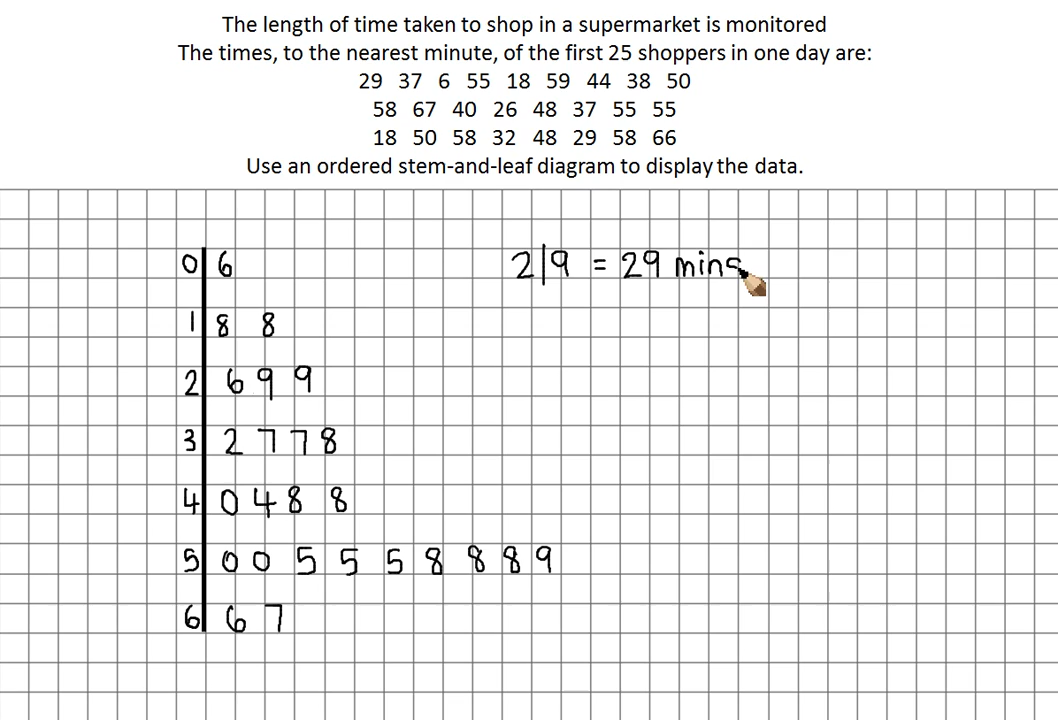 The length of time taken to shop in a supermarket is monitored
The times, to the nearest minute, of the first 25 shoppers in one day are:
29 37 6 55 18 59 44 38 50
58 67 40 26 48 37 55 55
18 50 58 32 48 29 58 66
Use an ordered stem-and-leaf diagram to display the data.
0|6 2|9 = 29 mins
1|8 8
2|6 9 9
3|2 7 7 8
4|0 4 8 8
5|0 0 5 5 5 8 8 8 9
6|6 7